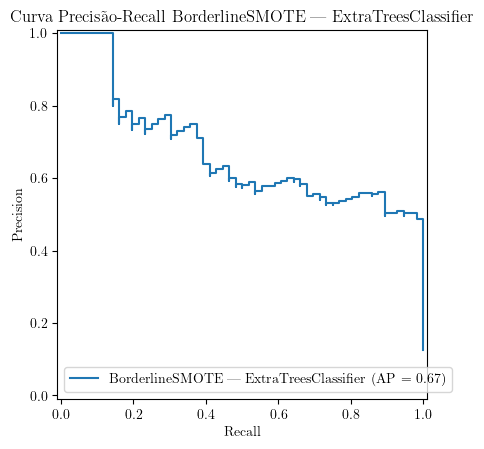 Curva Precisão-Recall BorderlineSMOTE — ExtraTreesClassifier
1.0
0.8
0.6
0.4
0.2
0.0
Precision
BorderlineSMOTE — ExtraTreesClassifier (AP = 0.67)
0.0 0.2 0.4 0.6 0.8 1.0
Recall